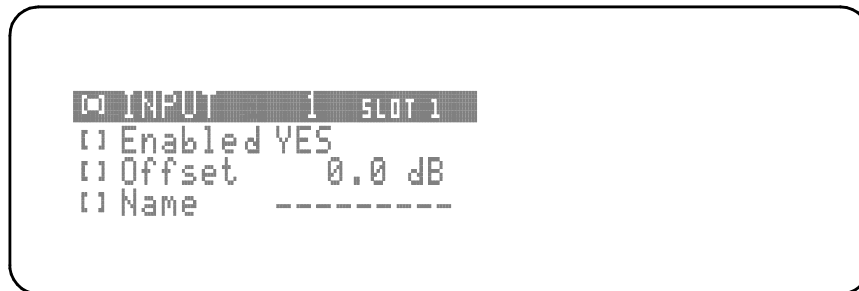 [▪] INPUT 1 SLOT 1
[ ] Enabled YES
[ ] Offset 0.0 dB
[ ] Name ---------